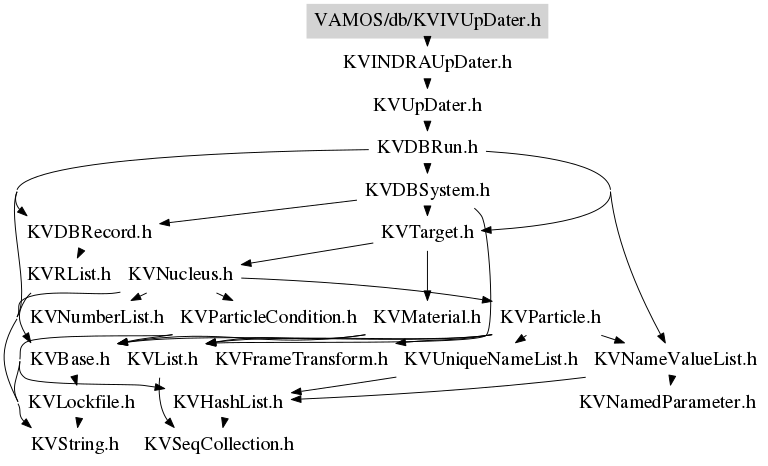 VAMOS/db/KVIVUpDater.h
KVINDRAUpDater.h
KVUpDater.h
KVDBRun.h
KVDBSystem.h
KVDBRecord.h
KVTarget.h
KVRList.h
KVNucleus.h
KVNumberList.h
KVParticleCondition.h
KVMaterial.h
KVParticle.h
KVBase.h
KVList.h
KVFrameTransform.h
KVUniqueNameList.h
KVNameValueList.h
KVLockfile.h
KVHashList.h
KVNamedParameter.h
KVString.h
KVSeqCollection.h